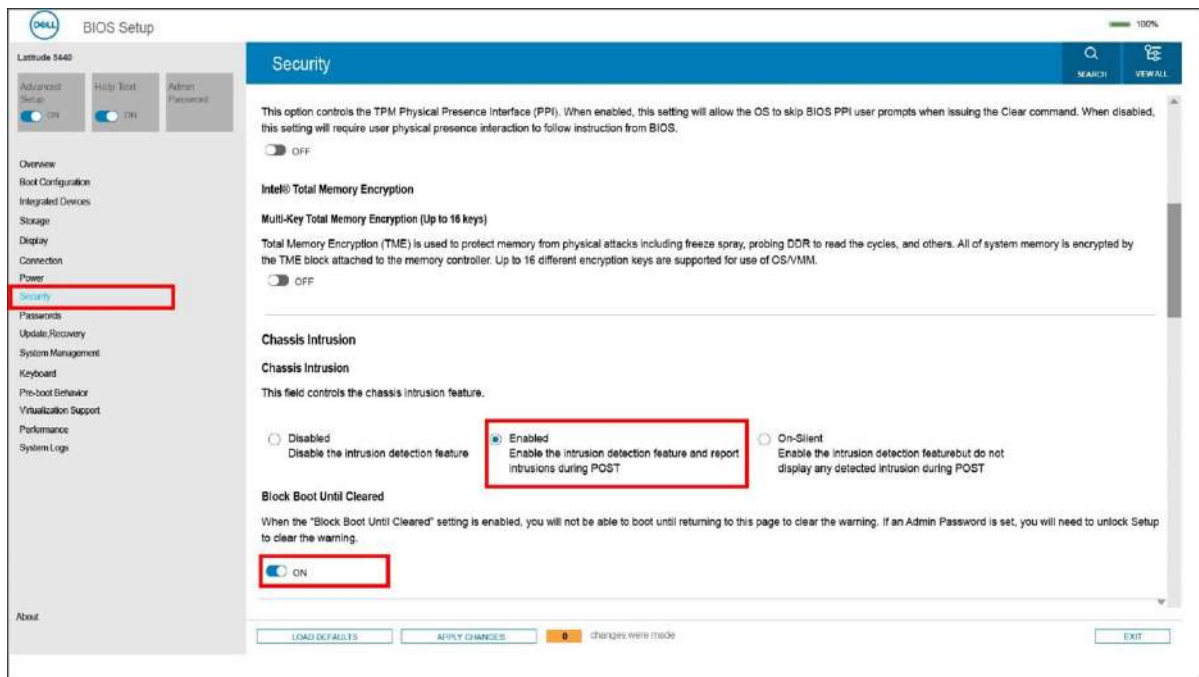 DELL
BIOS Setup
100%
Latitude 5440
Security
SEARCH
VIEW ALL
Advanced
Setup
ON
Help Text
ON
Admin
Password
This option controls the TPM Physical Presence Interface (PPI). When enabled, this setting will allow the OS to skip BIOS PPI user prompts when issuing the Clear command. When disabled,
this setting will require user physical presence interaction to follow instruction from BIOS.
OFF
Overview
Boot Configuration
Integrated Devices
Storage
Display
Connection
Power
Security
Passwords
Update,Recovery
System Management
Keyboard
Pre-boot Behavior
Virtualization Support
Performance
System Logs
About
Intel® Total Memory Encryption
Multi-Key Total Memory Encryption (Up to 16 keys)
Total Memory Encryption (TME) is used to protect memory from physical attacks including freeze spray, probing DDR to read the cycles, and others. All of system memory is encrypted by
the TME block attached to the memory controller. Up to 16 different encryption keys are supported for use of OS/VMM.
OFF
Chassis Intrusion
Chassis Intrusion
This field controls the chassis intrusion feature.
Disabled
Disable the intrusion detection feature
Enabled
Enable the intrusion detection feature and report
intrusions during POST
On-Silent
Enable the intrusion detection featurebut do not
display any detected intrusion during POST
Block Boot Until Cleared
When the "Block Boot Until Cleared" setting is enabled, you will not be able to boot until returning to this page to clear the warning. If an Admin Password is set, you will need to unlock Setup
to clear the warning.
ON
LOAD DEFAULTS
APPLY CHANGES
0
changes were made
EXIT